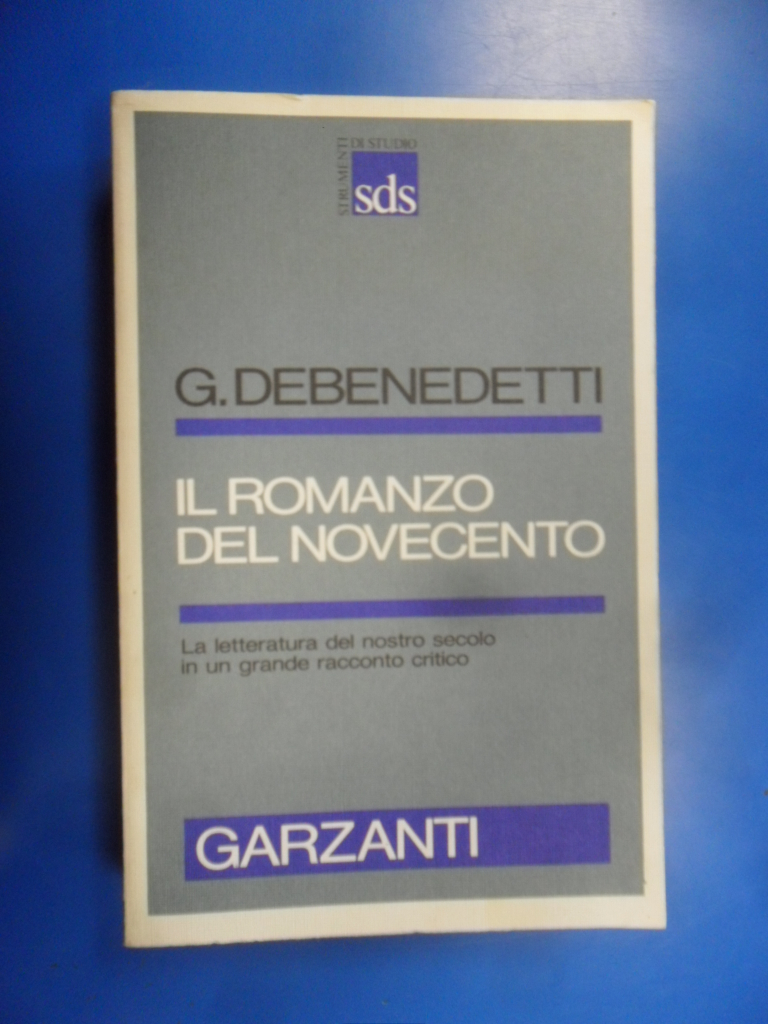 STRUMENTI
DI STUDIO
sds
G. DEBENEDETTI
IL ROMANZO
DEL NOVECENTO
La letteratura del nostro secolo
in un grande racconto critico
GARZANTI